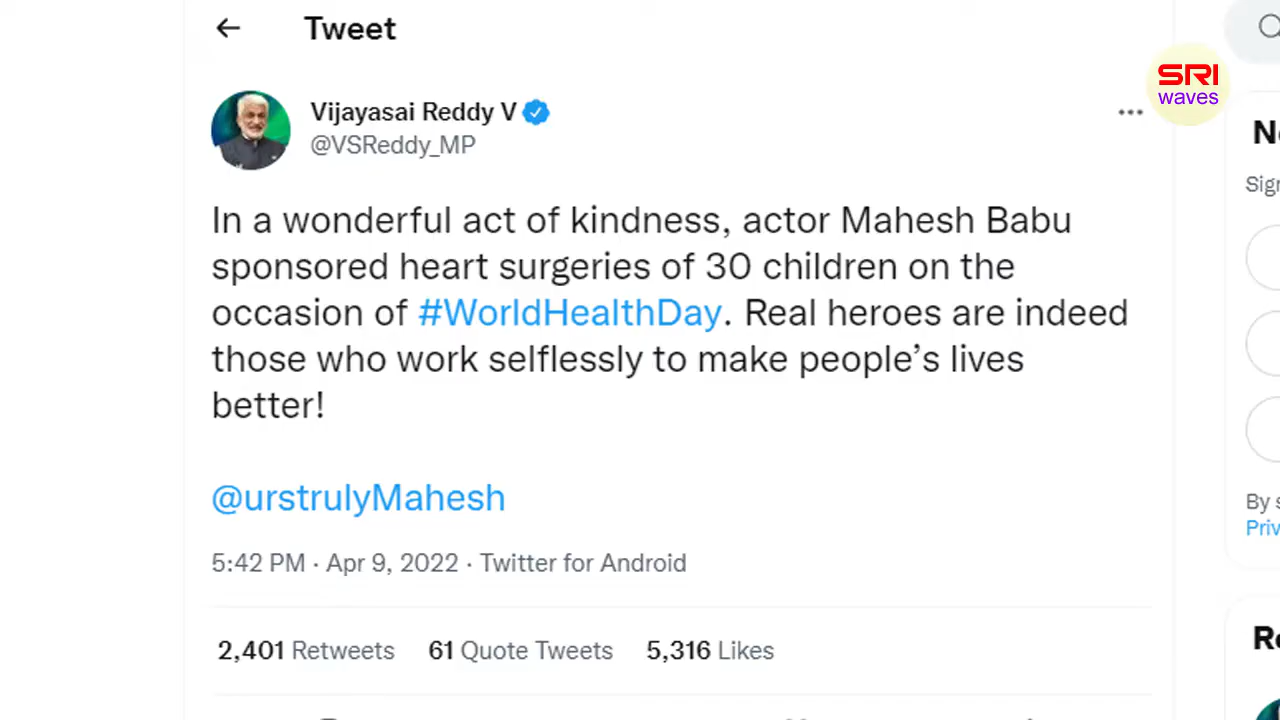 Tweet
SRI
waves
Vijayasai Reddy V
@VSReddy_MP
In a wonderful act of kindness, actor Mahesh Babu
sponsored heart surgeries of 30 children on the
occasion of #WorldHealthDay. Real heroes are indeed
those who work selflessly to make people’s lives
better!
@urstrulyMahesh
5:42 PM · Apr 9, 2022 · Twitter for Android
2,401 Retweets 61 Quote Tweets 5,316 Likes
By